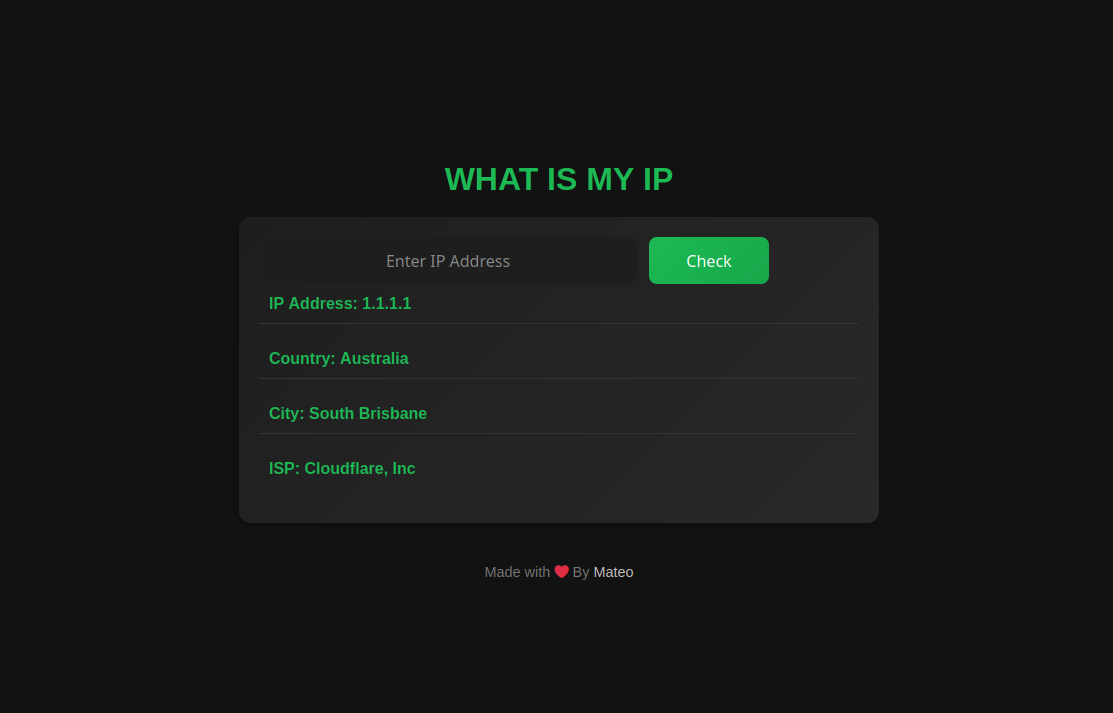 WHAT IS MY IP
Enter IP Address
Check
IP Address: 1.1.1.1
Country: Australia
City: South Brisbane
ISP: Cloudflare, Inc
Made with ❤️ By Mateo